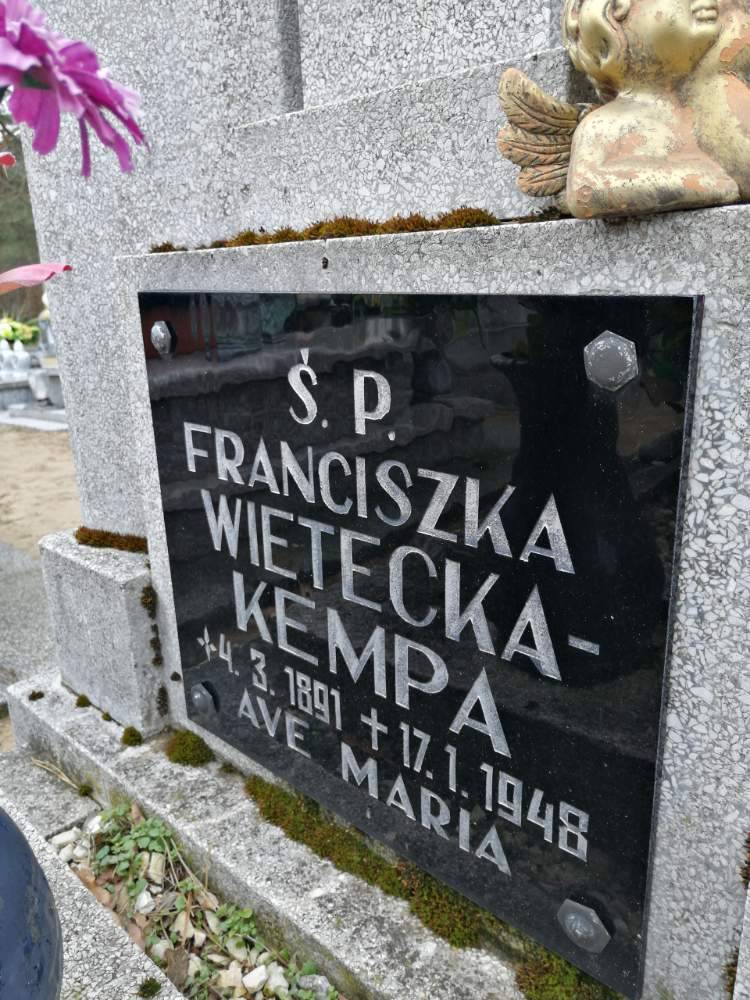 Ś. P.
FRANCISZKA
WIETECKA-
KEMPA
* 4. 3. 1891 + 17. 1. 1948
AVE MARIA